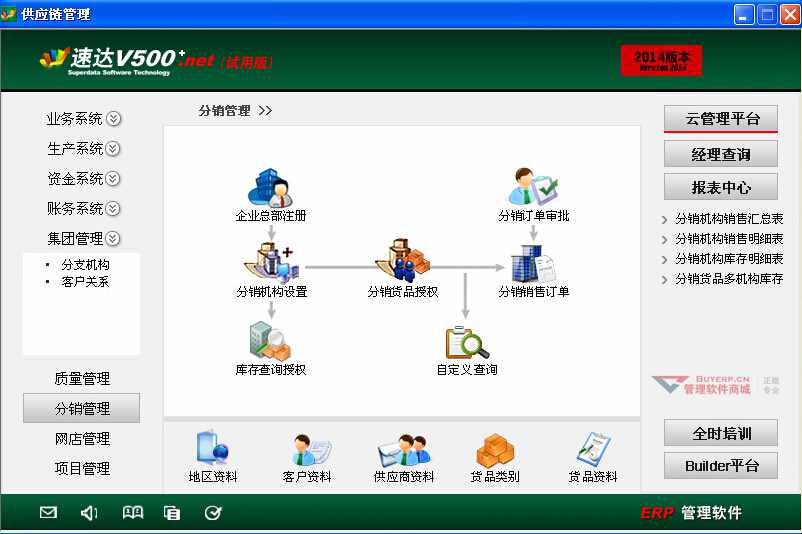 供应链管理
速达V500+.net (试用版)
Superdata Software Technology
2014版本
Version 2014
业务系统
生产系统
资金系统
账务系统
集团管理
分支机构
客户关系
质量管理
分销管理
网店管理
项目管理
分销管理 >>
企业总部注册
分销订单审批
分销机构设置
分销货品授权
分销销售订单
库存查询授权
自定义查询
地区资料
客户资料
供应商资料
货品类别
货品资料
云管理平台
经理查询
报表中心
分销机构销售汇总表
分销机构销售明细表
分销机构库存明细表
分销货品多机构库存
BUYERP.CN
管理软件商城
正版
专业
全时培训
Builder平台
ERP 管理软件